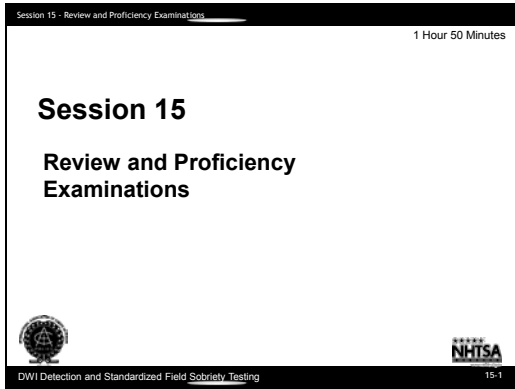 Session 15 - Review and Proficiency Examinations
1 Hour 50 Minutes
Session 15
Review and Proficiency
Examinations
NHTSA
DWI Detection and Standardized Field Sobriety Testing
15-1